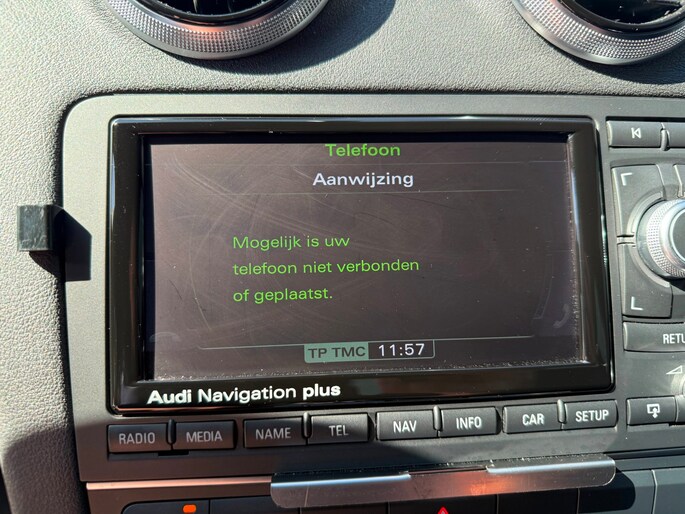 Telefoon
Aanwijzing
Mogelijk is uw
telefoon niet verbonden
of geplaatst.
TP TMC 11:57
Audi Navigation plus
RADIO MEDIA NAME TEL NAV INFO CAR SETUP